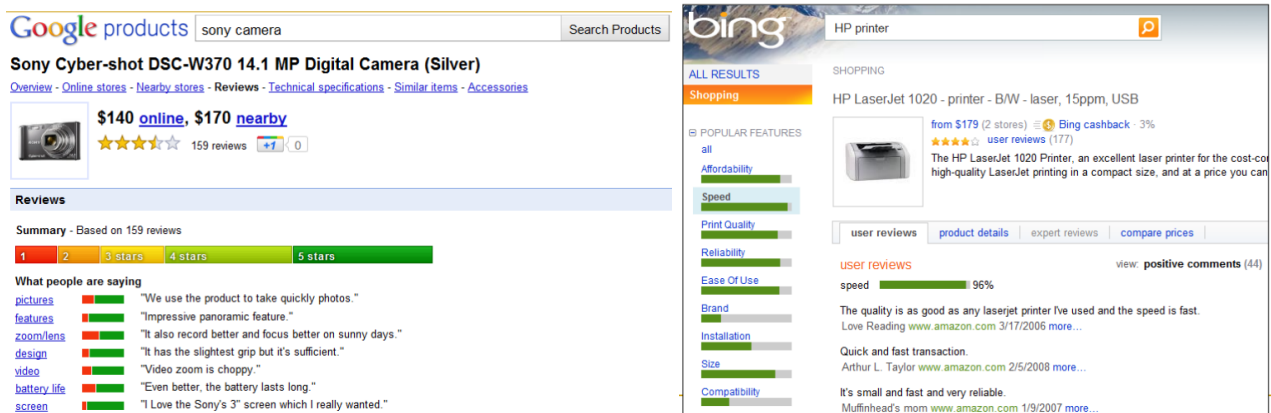 Google products sony camera Search Products
Sony Cyber-shot DSC-W370 14.1 MP Digital Camera (Silver)
Overview - Online stores - Nearby stores - Reviews - Technical specifications - Similar items - Accessories
$140 online, $170 nearby
159 reviews +1 0
Reviews
Summary - Based on 159 reviews
1 2 3 stars 4 stars 5 stars
What people are saying
pictures "We use the product to take quickly photos."
features "Impressive panoramic feature."
zoom/lens "It also record better and focus better on sunny days."
design "It has the slightest grip but it's sufficient."
video "Video zoom is choppy."
battery life "Even better, the battery lasts long."
screen "I Love the Sony's 3" screen which I really wanted."
bing HP printer
ALL RESULTS
Shopping
POPULAR FEATURES
all
Affordability
Speed
Print Quality
Reliability
Ease Of Use
Brand
Installation
Size
Compatibility
SHOPPING
HP LaserJet 1020 - printer - B/W - laser, 15ppm, USB
from $179 (2 stores) Bing cashback · 3%
user reviews (177)
The HP LaserJet 1020 Printer, an excellent laser printer for the cost-con
high-quality LaserJet printing in a compact size, and at a price you can
user reviews product details expert reviews compare prices
user reviews view: positive comments (44)
speed 96%
The quality is as good as any laserjet printer I've used and the speed is fast.
Love Reading www.amazon.com 3/17/2006 more...
Quick and fast transaction.
Arthur L. Taylor www.amazon.com 2/5/2008 more...
It's small and fast and very reliable.
Muffinhead's mom www.amazon.com 1/9/2007 more...